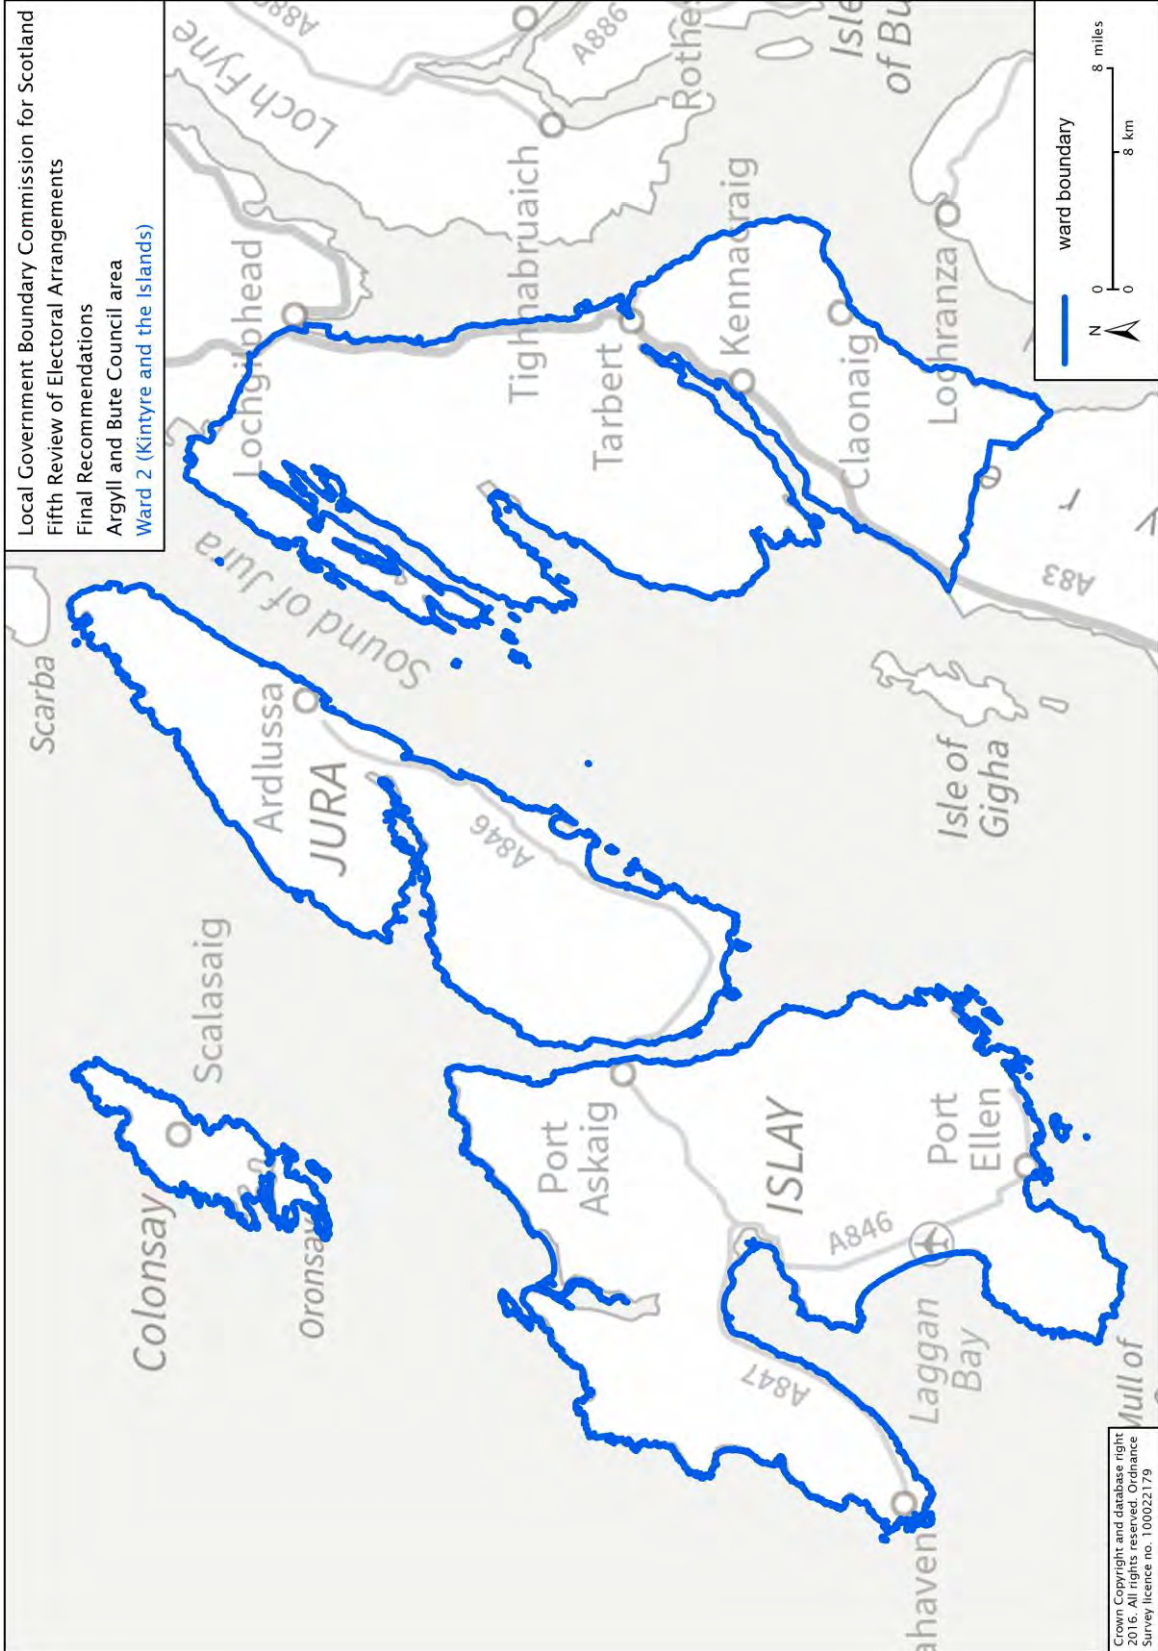 Local Government Boundary Commission for Scotland
Fifth Review of Electoral Arrangements
Final Recommendations
Argyll and Bute Council area
Ward 2 (Kintyre and the Islands)
Scarba
Colonsay
Scalasaig
Oronsay
Ardlussa
JURA
A846
Sound of Jura
Lochgilphead
Loch Fyne
A886
Tighnabruaich
Tarbert
Kennacraig
Isle
of Bu
Claonaig
Lochranza
A83
Isle of
Gigha
Port
Askaig
ISLAY
A846
Port
Ellen
A847
Laggan
Bay
ahaven
Mull of
ward boundary
N
0 8 miles
0 8 km
Crown Copyright and database right
2016. All rights reserved. Ordnance
Survey licence no. 100022179